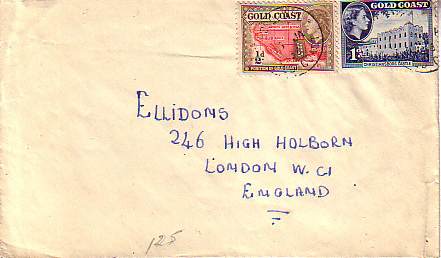 GOLD COAST
½d
POSITION OF GOLD COAST
GOLD COAST
1d
CHRISTIANSBORG CASTLE
ELLIDONS
246 HIGH HOLBORN
LONDON W.C1
ENGLAND
125